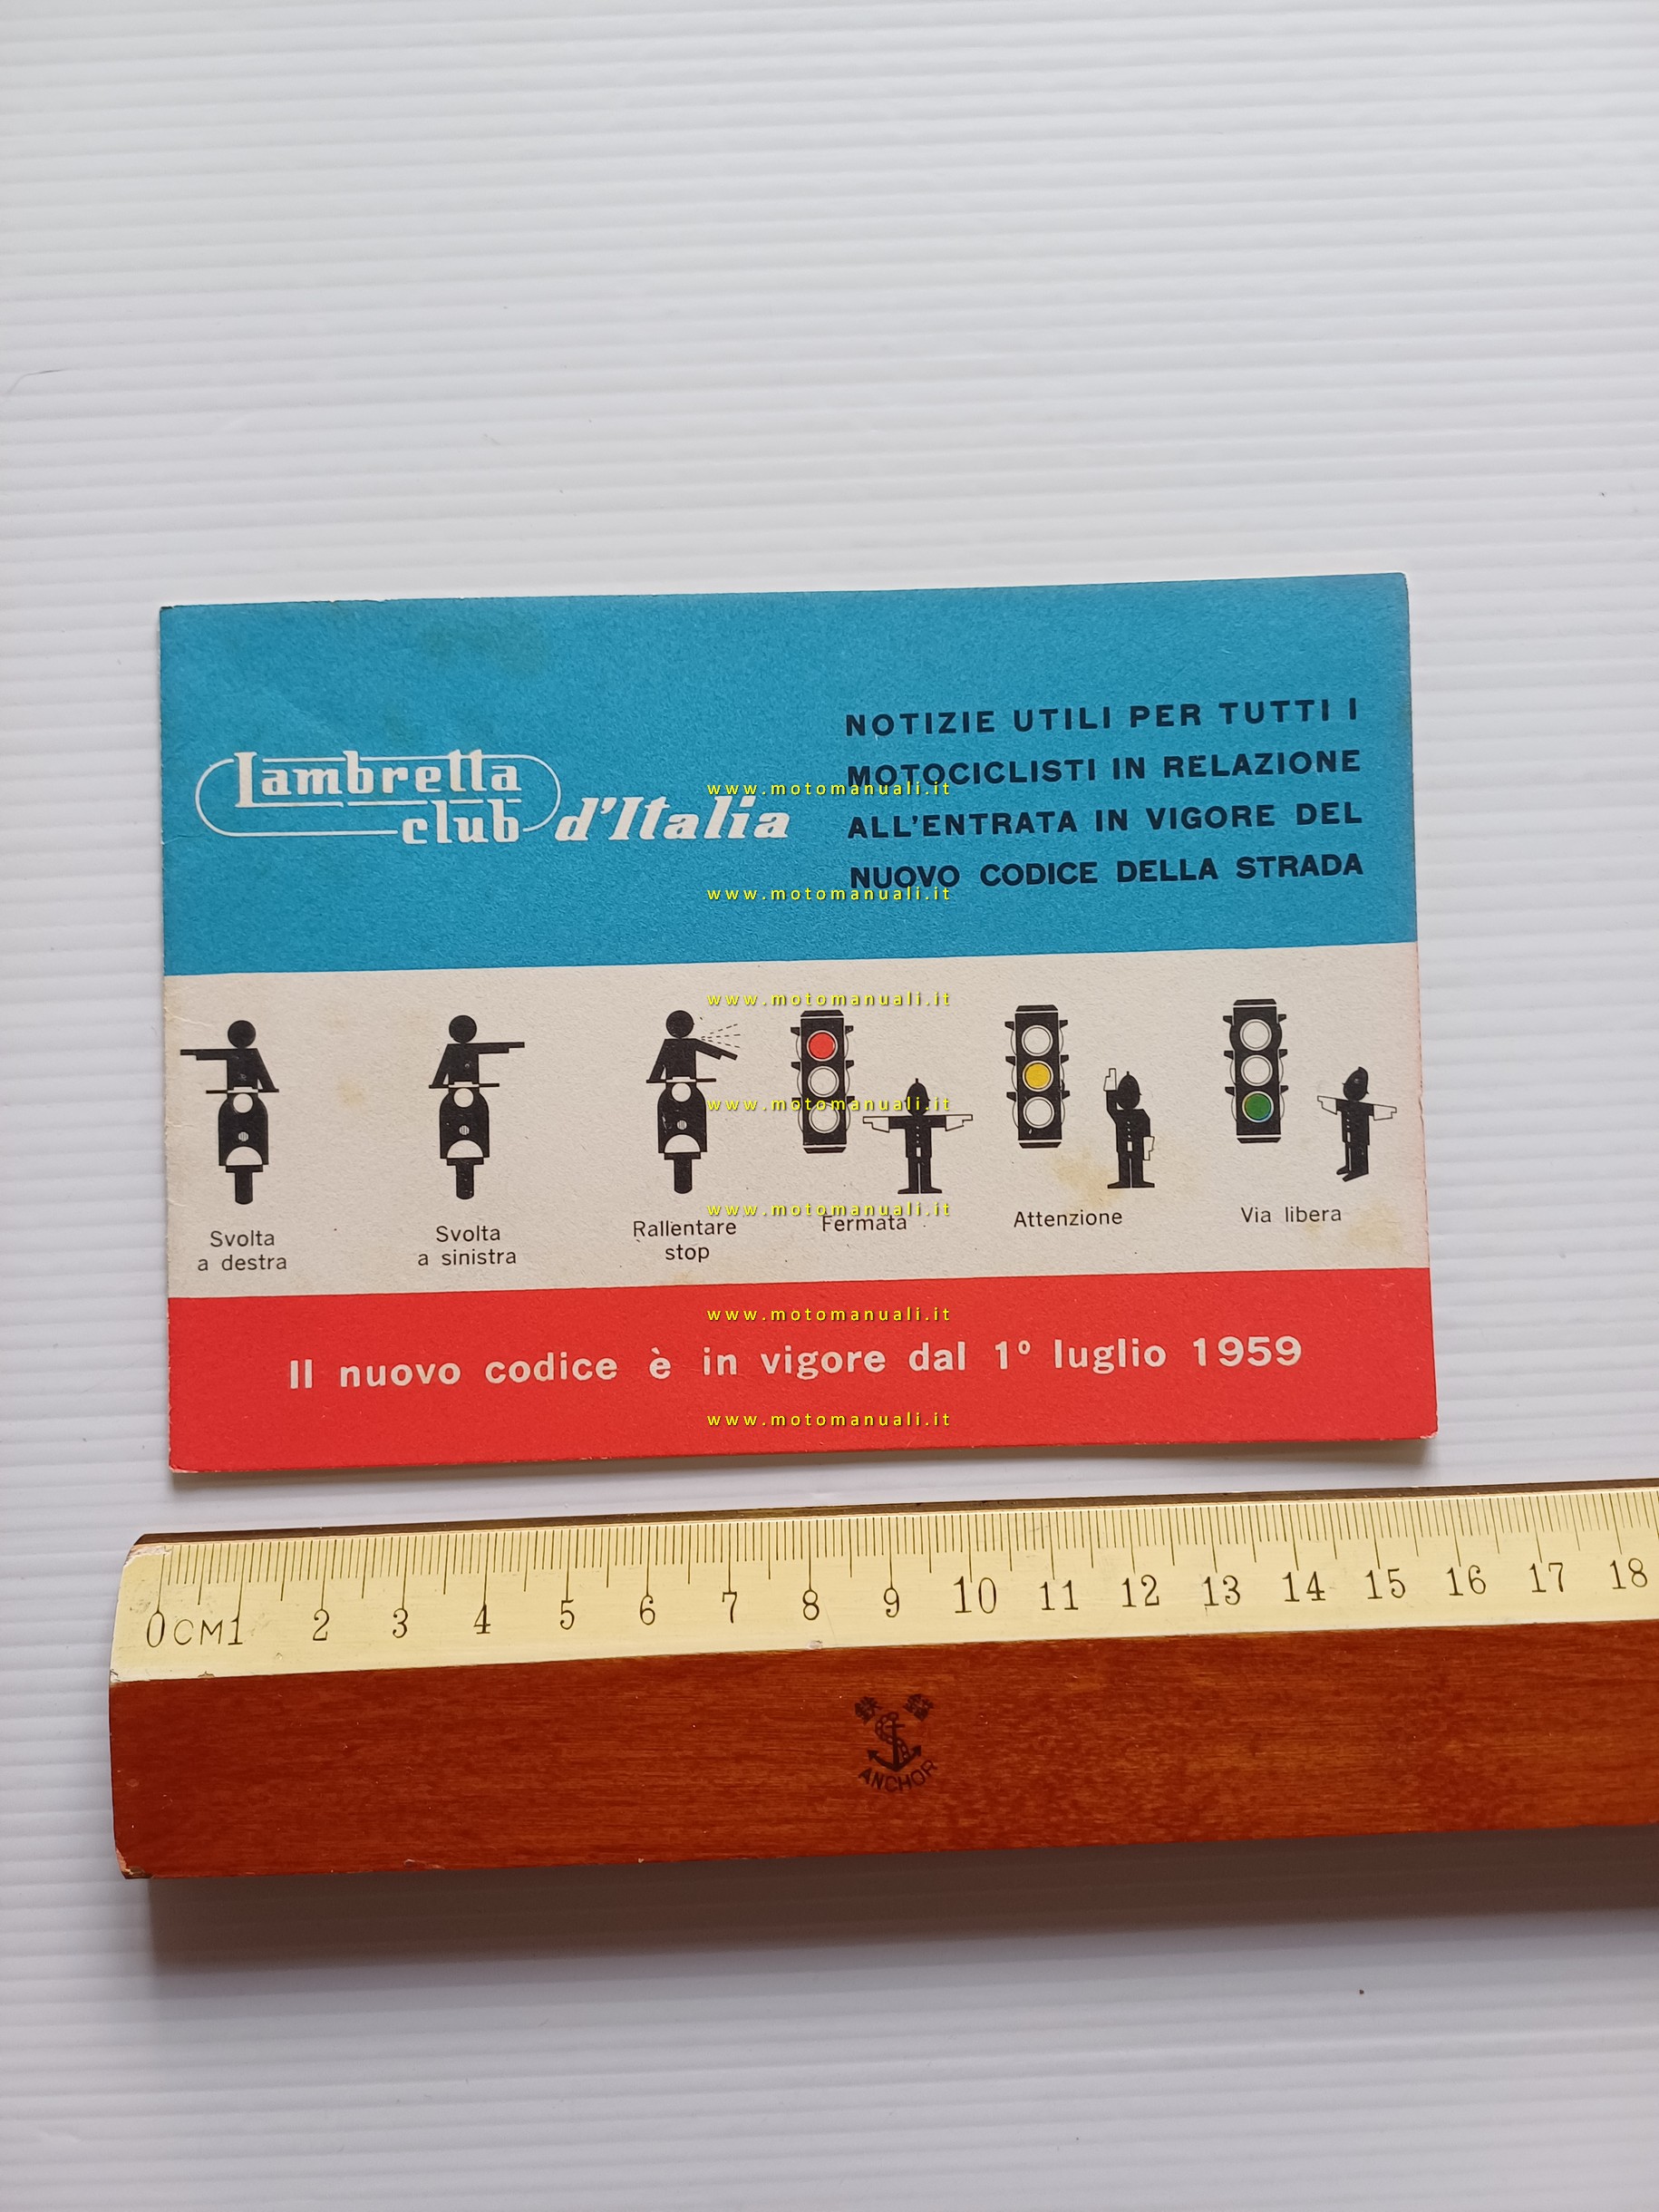 Lambretta
club d'Italia
NOTIZIE UTILI PER TUTTI I
MOTOCICLISTI IN RELAZIONE
ALL'ENTRATA IN VIGORE DEL
NUOVO CODICE DELLA STRADA
www.motomanuali.it
www.motomanuali.it
www.motomanuali.it
www.motomanuali.it
www.motomanuali.it
Svolta
a destra
Svolta
a sinistra
Rallentare
stop
Fermata
Attenzione
Via libera
www.motomanuali.it
Il nuovo codice è in vigore dal 1º luglio 1959
www.motomanuali.it
0CM1 2 3 4 5 6 7 8 9 10 11 12 13 14 15 16 17 18
ANCHOR